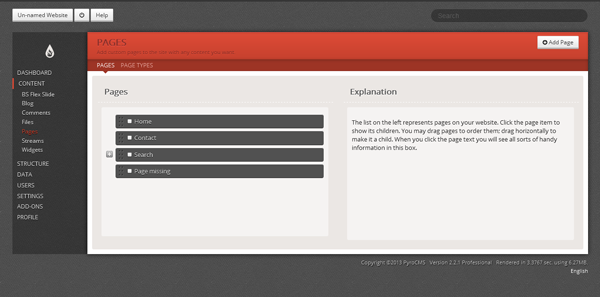 Un-named Website
Help
Search
PAGES
Add Page
PAGES PAGE TYPES
DASHBOARD
CONTENT
BS Flex Slide
Blog
Comments
Files
Pages
Streams
Widgets
STRUCTURE
DATA
USERS
SETTINGS
ADD-ONS
PROFILE
Pages
Home
Contact
Search
Page missing
Explanation
The list on the left represents pages on your website. Click the page item to
show its children. You may drag pages to order them: drag horizontally to
make it a child. When you click the page text you will see all sorts of handy
information in this box.
Copyright ©2013 PyroCMS Version 2.2.1 Professional Rendered in 3.3767 sec. using 6.27MB.
English